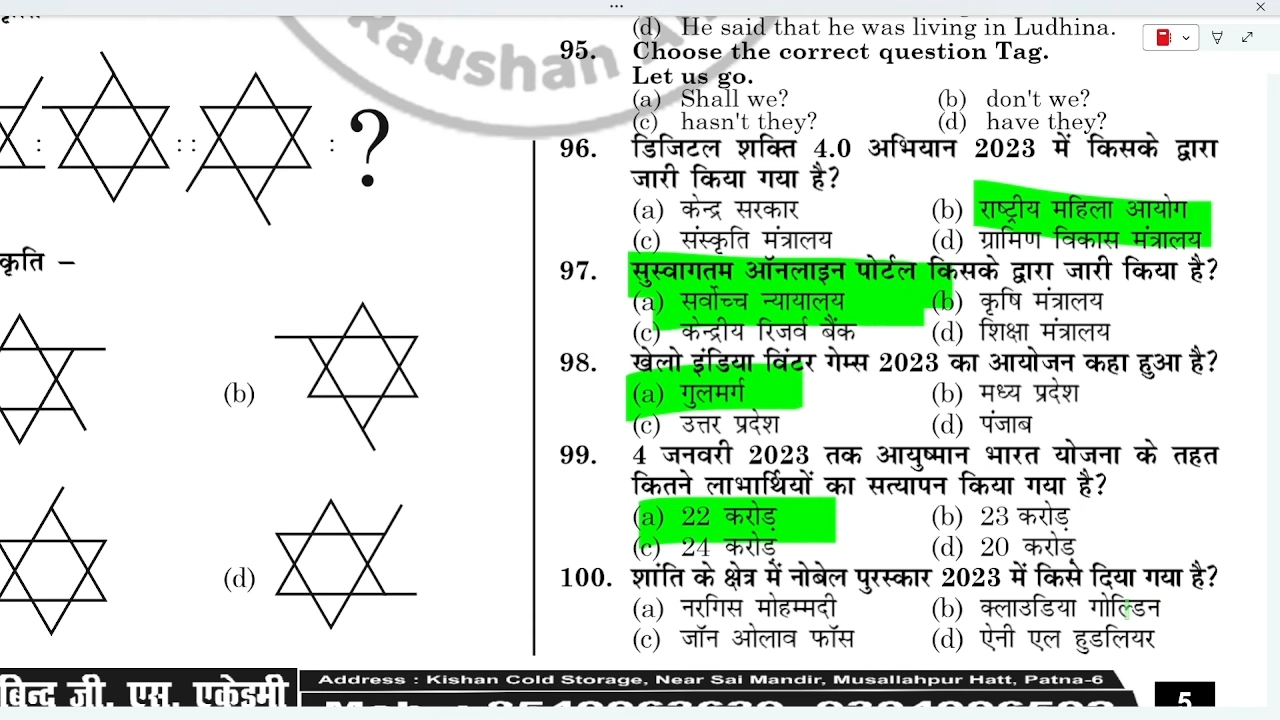 (d) He said that he was living in Ludhina.
95. Choose the correct question Tag.
Let us go.
(a) Shall we? (b) don't we?
(c) hasn't they? (d) have they?
96. डिजिटल शक्ति 4.0 अभियान 2023 में किसके द्वारा
जारी किया गया है?
(a) केन्द्र सरकार (b) राष्ट्रीय महिला आयोग
(c) संस्कृति मंत्रालय (d) ग्रामिण विकास मंत्रालय
97. सुस्वागतम ऑनलाइन पोर्टल किसके द्वारा जारी किया है?
(a) सर्वोच्च न्यायालय (b) कृषि मंत्रालय
(c) केन्द्रीय रिजर्व बैंक (d) शिक्षा मंत्रालय
98. खेलो इंडिया विंटर गेम्स 2023 का आयोजन कहा हुआ है?
(a) गुलमर्ग (b) मध्य प्रदेश
(c) उत्तर प्रदेश (d) पंजाब
99. 4 जनवरी 2023 तक आयुष्मान भारत योजना के तहत
कितने लाभार्थियों का सत्यापन किया गया है?
(a) 22 करोड़ (b) 23 करोड़
(c) 24 करोड़ (d) 20 करोड़
100. शांति के क्षेत्र में नोबेल पुरस्कार 2023 में किसे दिया गया है?
(a) नरगिस मोहम्मदी (b) क्लाउडिया गोल्डिन
(c) जॉन ओलाव फॉस (d) ऐनी एल हुडलियर
: : : : ?
कृति –
(b)
(d)
Raushan
जी. एस. एकेडमी
Address : Kishan Cold Storage, Near Sai Mandir, Musallahpur Hatt, Patna-6
5